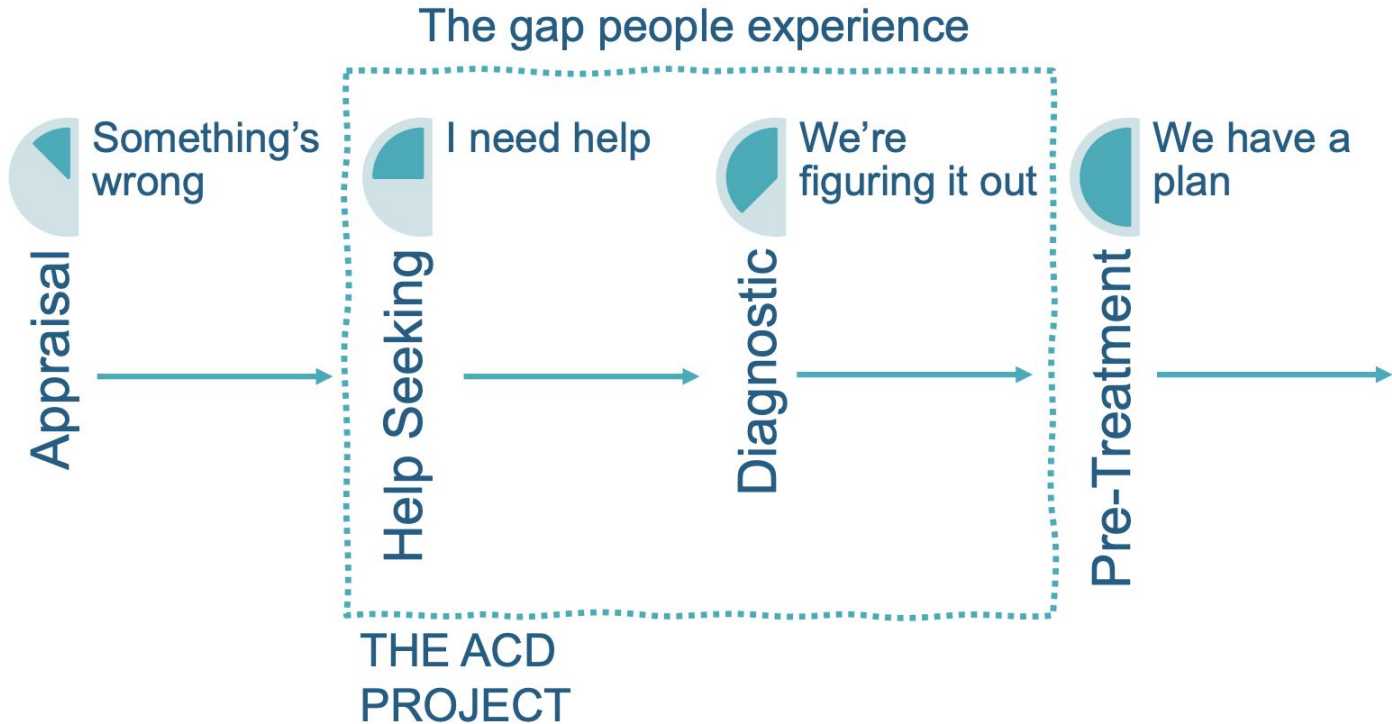 The gap people experience
Something’s
wrong
I need help
We’re
figuring it out
We have a
plan
Appraisal
Help Seeking
Diagnostic
Pre-Treatment
THE ACD
PROJECT